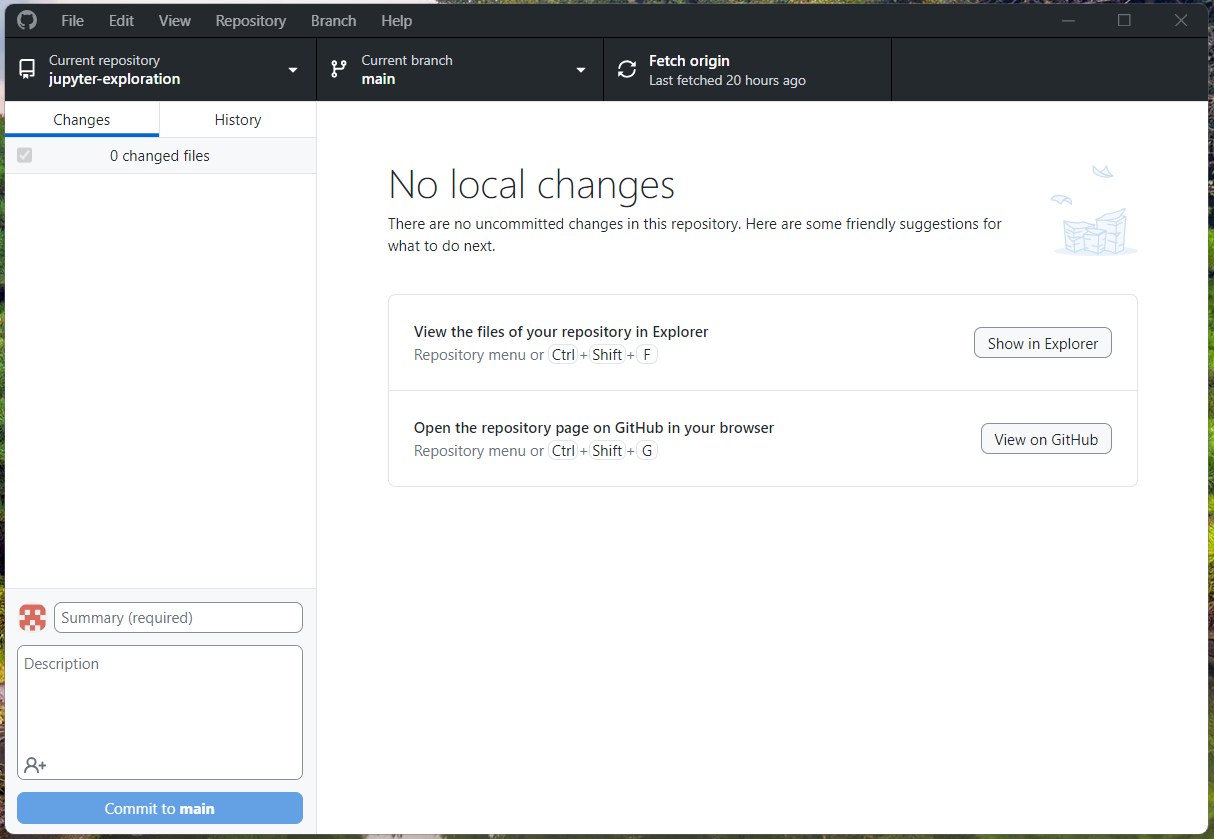 File Edit View Repository Branch Help
Current repository
jupyter-exploration
Current branch
main
Fetch origin
Last fetched 20 hours ago
Changes History
0 changed files
No local changes
There are no uncommitted changes in this repository. Here are some friendly suggestions for
what to do next.
View the files of your repository in Explorer
Repository menu or Ctrl + Shift + F
Show in Explorer
Open the repository page on GitHub in your browser
Repository menu or Ctrl + Shift + G
View on GitHub
Summary (required)
Description
Commit to main